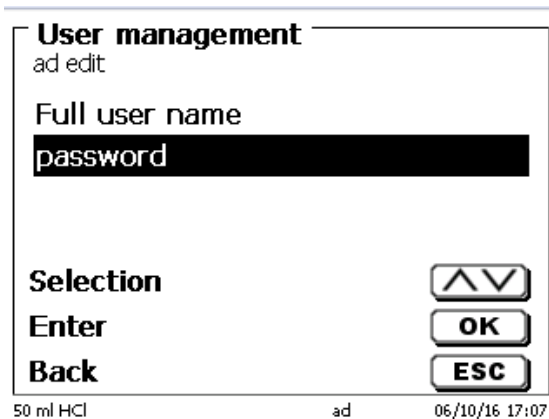 User management
ad edit
Full user name
password
Selection
Enter OK
Back ESC
50 ml HCl ad 06/10/16 17:07